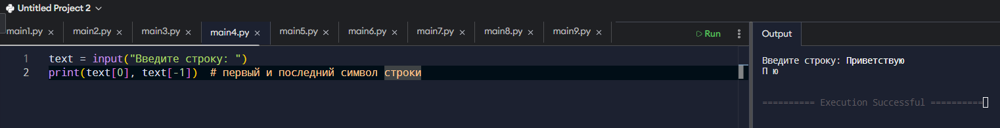 Untitled Project 2
main1.py × main2.py × main3.py × main4.py × main5.py × main6.py × main7.py × main8.py × main9.py ×
Run
Output
1 text = input("Введите строку: ")
2 print(text[0], text[-1])  # первый и последний символ строки
Введите строку: Приветствую
П ю
========== Execution Successful ==========